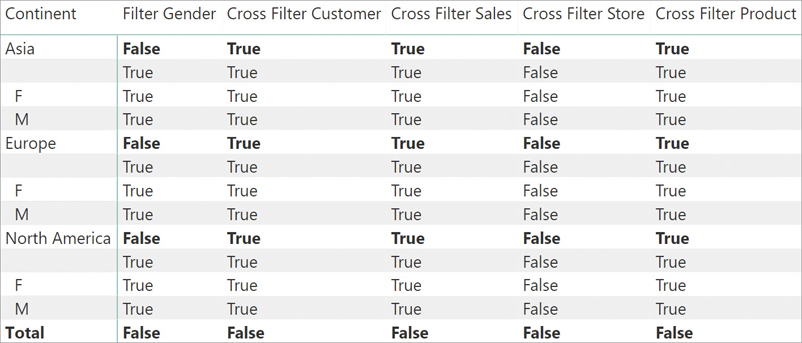 Continent Filter Gender Cross Filter Customer Cross Filter Sales Cross Filter Store Cross Filter Product
Asia False True True False True
True True True False True
F True True True False True
M True True True False True
Europe False True True False True
True True True False True
F True True True False True
M True True True False True
North America False True True False True
True True True False True
F True True True False True
M True True True False True
Total False False False False False